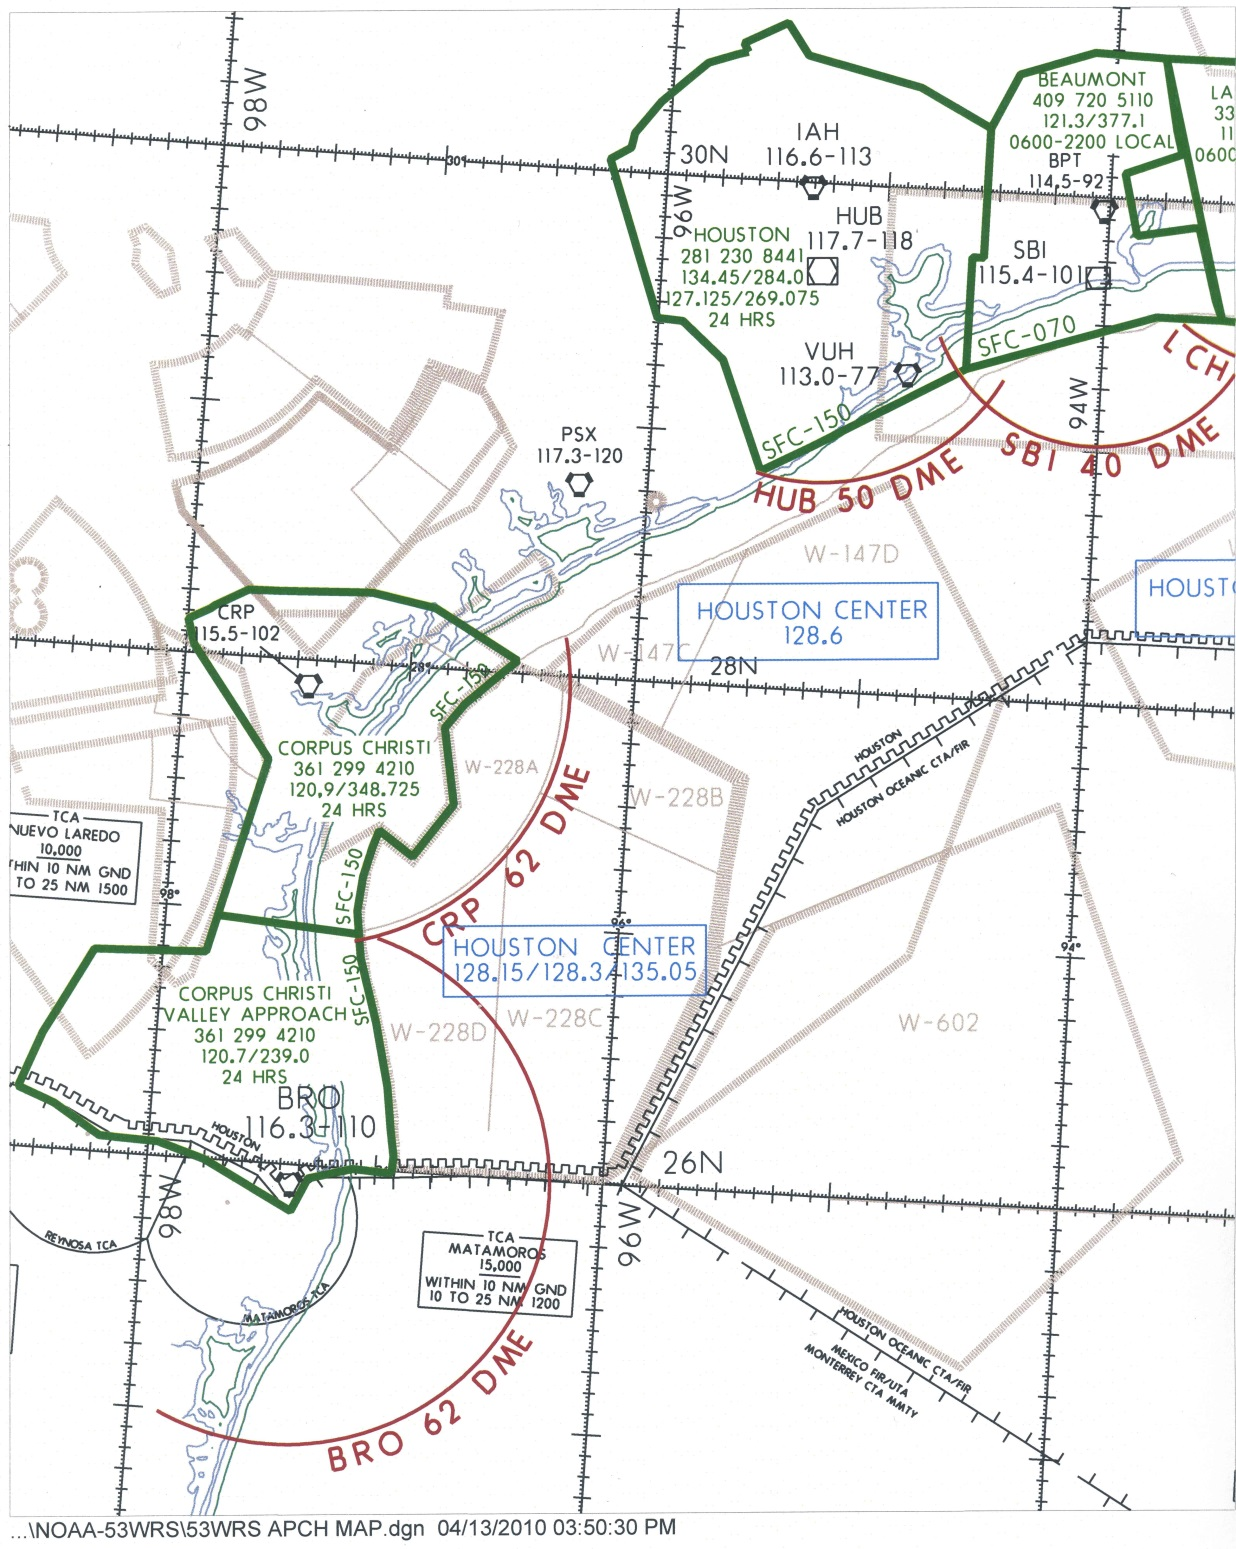 98W
BEAUMONT
409 720 5110
121.3/377.1
0600-2200 LOCAL
LA
33
11
0600
IAH
116.6-113
30°
30N
BPT
114.5-92
96W
HUB
117.7-118
HOUSTON
281 230 8441
134.45/284.0
127.125/269.075
24 HRS
SBI
115.4-101
SFC-070
LCH
VUH
113.0-77
94W
SFC-150
PSX
117.3-120
SBI 40 DME
HUB 50 DME
W-147D
HOUSTON CENTER
128.6
HOUST
CRP
115.5-102
W-147C
28°
28N
SFC-150
HOUSTON
HOUSTON OCEANIC CTA/FIR
CORPUS CHRISTI
361 299 4210
120.9/348.725
24 HRS
W-228A
W-228B
CRP 62 DME
TCA
NUEVO LAREDO
10,000
THIN 10 NM GND
TO 25 NM 1500
98°
SFC-150
96°
94°
HOUSTON CENTER
128.15/128.3/135.05
SFC-150
CORPUS CHRISTI
VALLEY APPROACH
361 299 4210
120.7/239.0
24 HRS
W-228D
W-228C
W-602
BRO
116.3-110
HOUSTON
26N
98W
96W
REYNOSA TCA
MATAMOROS TCA
TCA
MATAMOROS
15,000
WITHIN 10 NM GND
10 TO 25 NM 1200
BRO 62 DME
HOUSTON OCEANIC CTA/FIR
MEXICO FIR/UTA
MONTERREY CTA MMTY
...\NOAA-53WRS\53WRS APCH MAP.dgn 04/13/2010 03:50:30 PM